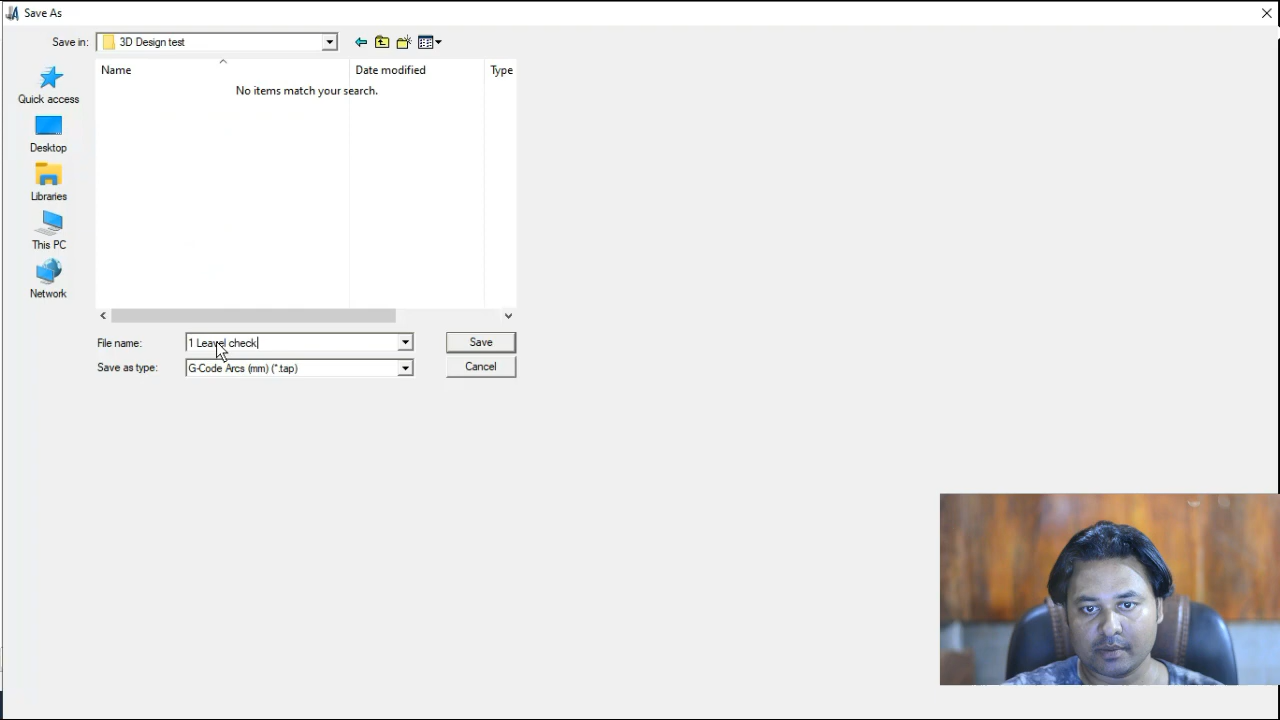 Save As
Save in: 3D Design test
Name Date modified Type
No items match your search.
Quick access
Desktop
Libraries
This PC
Network
File name: 1 Leavel check Save
Save as type: G-Code Arcs (mm) (*.tap) Cancel